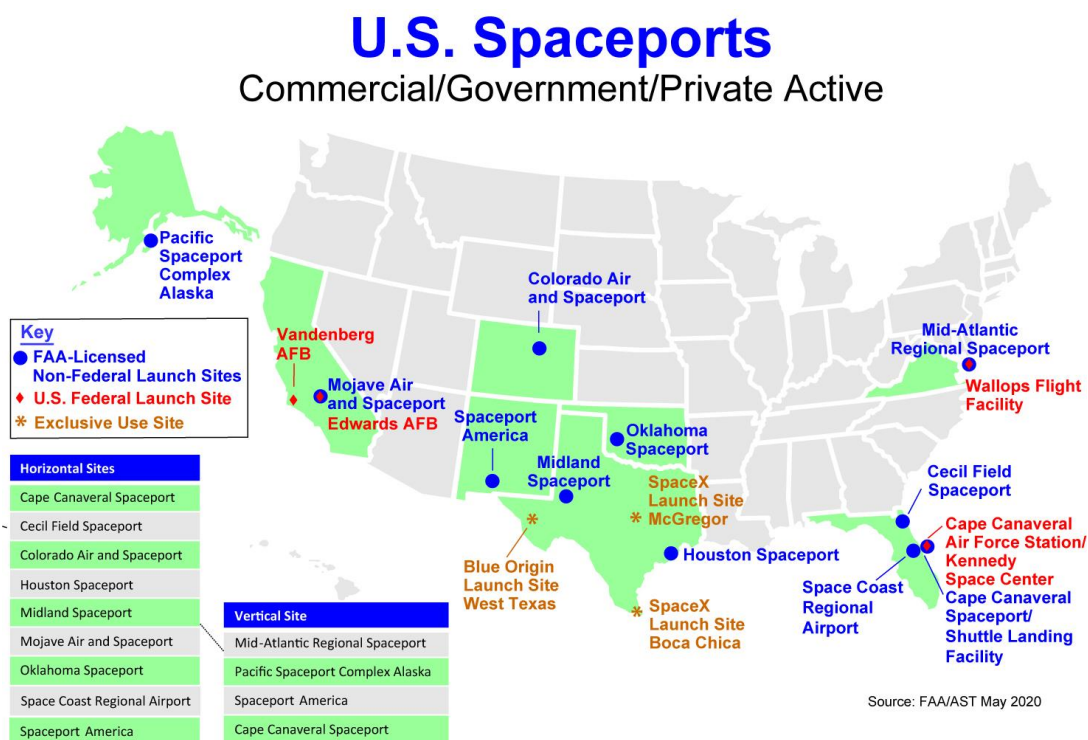 U.S. Spaceports
Commercial/Government/Private Active
Pacific
Spaceport
Complex
Alaska
Key
FAA-Licensed
Non-Federal Launch Sites
U.S. Federal Launch Site
Exclusive Use Site
Vandenberg
AFB
Mojave Air
and Spaceport
Edwards AFB
Colorado Air
and Spaceport
Spaceport
America
Midland
Spaceport
Oklahoma
Spaceport
SpaceX
Launch Site
McGregor
Blue Origin
Launch Site
West Texas
Houston Spaceport
SpaceX
Launch Site
Boca Chica
Mid-Atlantic
Regional Spaceport
Wallops Flight
Facility
Cecil Field
Spaceport
Cape Canaveral
Air Force Station/
Kennedy
Space Center
Cape Canaveral
Spaceport/
Shuttle Landing
Facility
Space Coast
Regional
Airport
Horizontal Sites
Cape Canaveral Spaceport
Cecil Field Spaceport
Colorado Air and Spaceport
Houston Spaceport
Midland Spaceport
Mojave Air and Spaceport
Oklahoma Spaceport
Space Coast Regional Airport
Spaceport America
Vertical Site
Mid-Atlantic Regional Spaceport
Pacific Spaceport Complex Alaska
Spaceport America
Cape Canaveral Spaceport
Source: FAA/AST May 2020